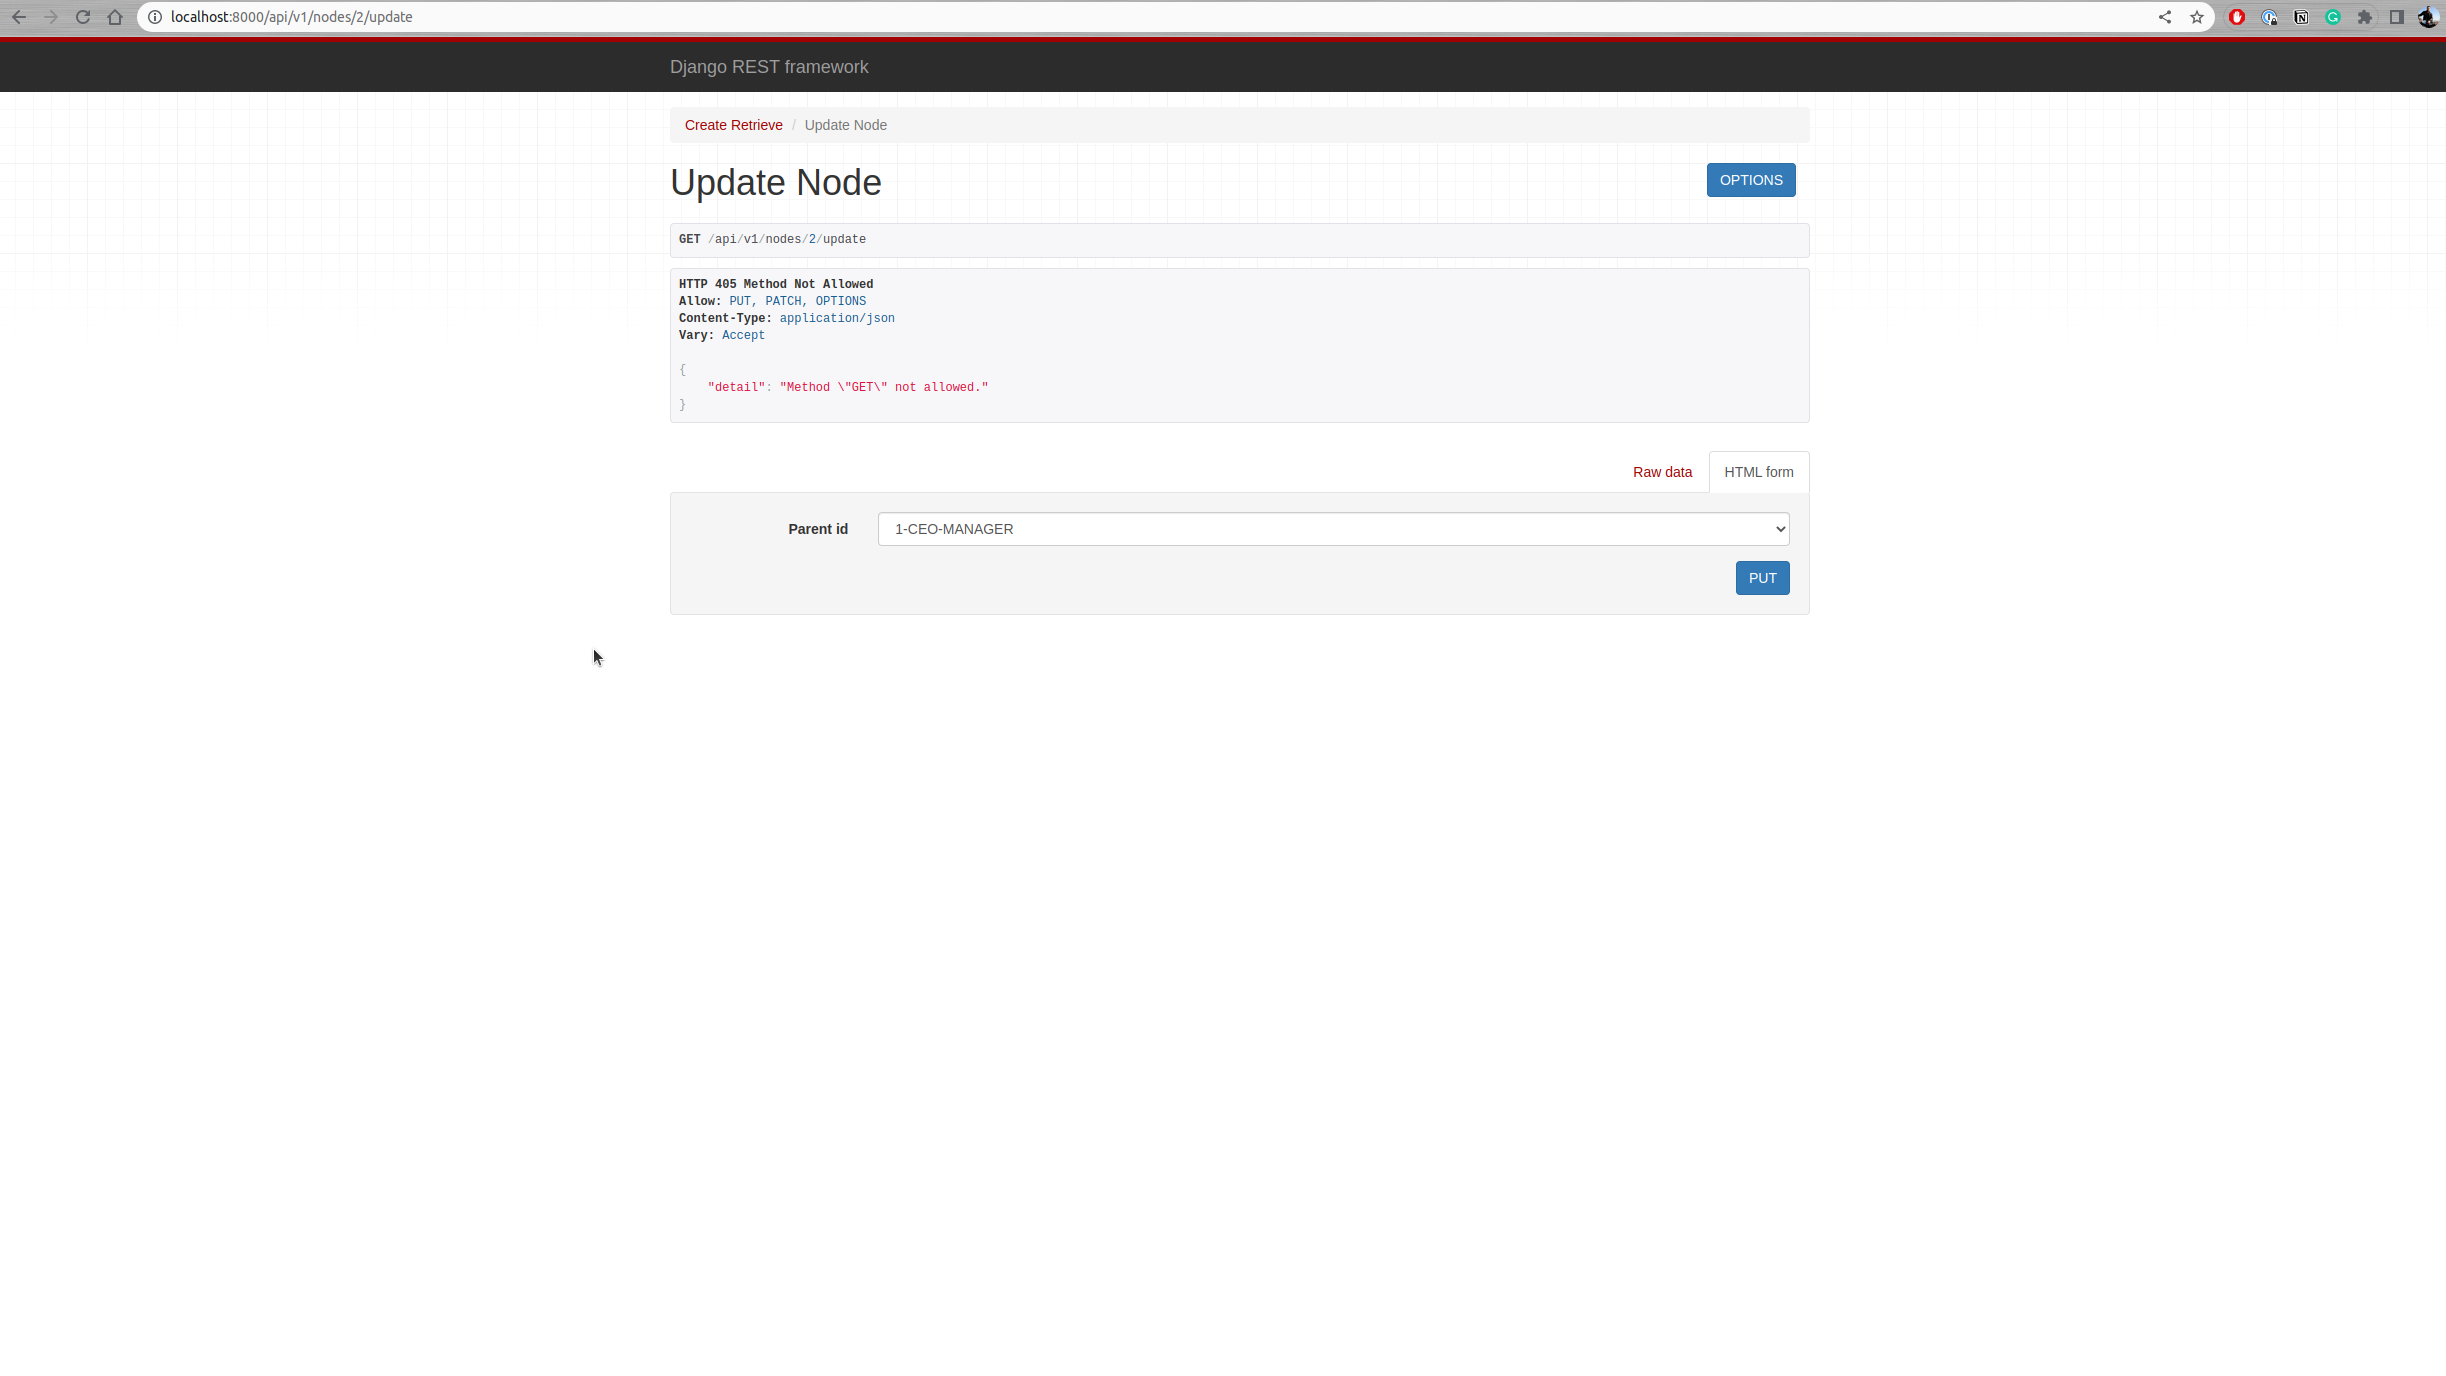 localhost:8000/api/v1/nodes/2/update
Django REST framework
Create Retrieve / Update Node
Update Node
OPTIONS
GET /api/v1/nodes/2/update
HTTP 405 Method Not Allowed
Allow: PUT, PATCH, OPTIONS
Content-Type: application/json
Vary: Accept
{
    "detail": "Method \"GET\" not allowed."
}
Raw data
HTML form
Parent id
1-CEO-MANAGER
PUT